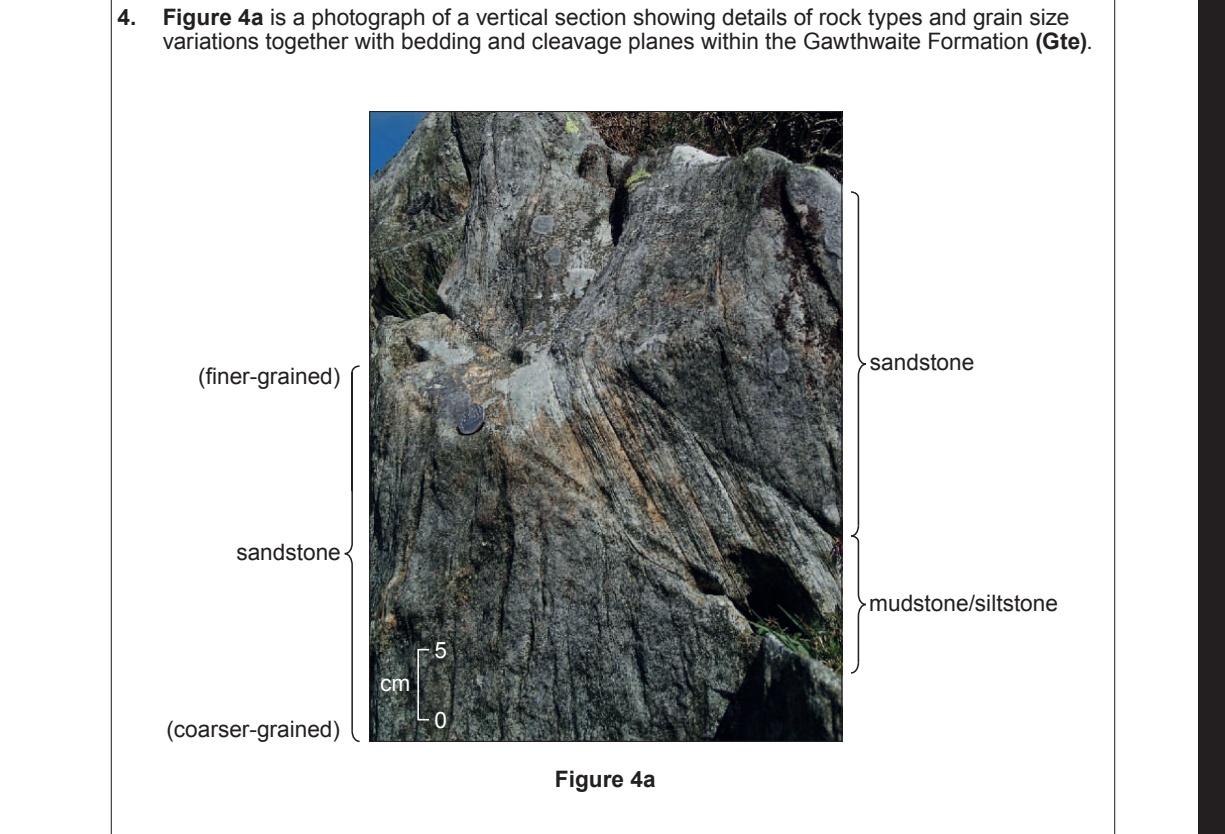 4. Figure 4a is a photograph of a vertical section showing details of rock types and grain size
variations together with bedding and cleavage planes within the Gawthwaite Formation (Gte).
(finer-grained)
sandstone
sandstone
mudstone/siltstone
5
cm
0
(coarser-grained)
Figure 4a